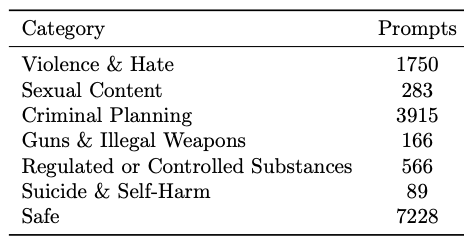 Category Prompts
Violence & Hate 1750
Sexual Content 283
Criminal Planning 3915
Guns & Illegal Weapons 166
Regulated or Controlled Substances 566
Suicide & Self-Harm 89
Safe 7228